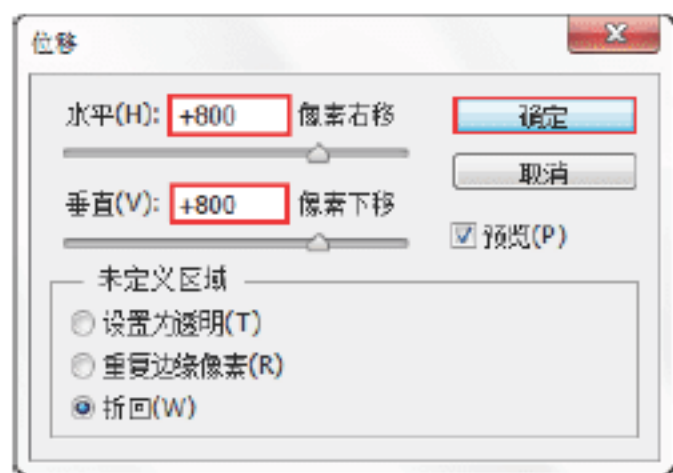 位移
水平(H): +800 像素右移 确定
取消
垂直(V): +800 像素下移
预览(P)
未定义区域
设置为透明(T)
重复边缘像素(R)
折回(W)